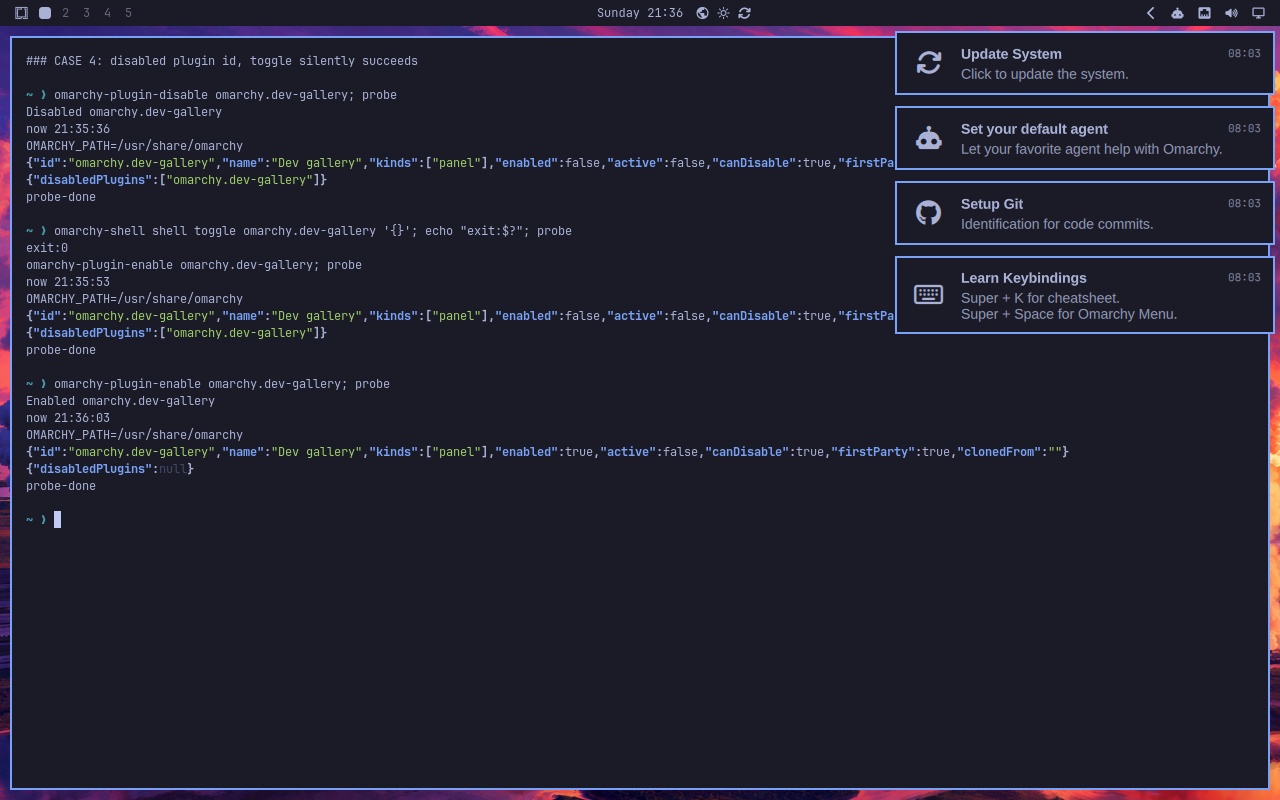 2 3 4 5
Sunday 21:36
### CASE 4: disabled plugin id, toggle silently succeeds
~ ❯ omarchy-plugin-disable omarchy.dev-gallery; probe
Disabled omarchy.dev-gallery
now 21:35:36
OMARCHY_PATH=/usr/share/omarchy
{"id":"omarchy.dev-gallery","name":"Dev gallery","kinds":["panel"],"enabled":false,"active":false,"canDisable":true,"firstPa
{"disabledPlugins":["omarchy.dev-gallery"]}
probe-done
~ ❯ omarchy-shell shell toggle omarchy.dev-gallery '{}'; echo "exit:$?"; probe
exit:0
omarchy-plugin-enable omarchy.dev-gallery; probe
now 21:35:53
OMARCHY_PATH=/usr/share/omarchy
{"id":"omarchy.dev-gallery","name":"Dev gallery","kinds":["panel"],"enabled":false,"active":false,"canDisable":true,"firstPa
{"disabledPlugins":["omarchy.dev-gallery"]}
probe-done
~ ❯ omarchy-plugin-enable omarchy.dev-gallery; probe
Enabled omarchy.dev-gallery
now 21:36:03
OMARCHY_PATH=/usr/share/omarchy
{"id":"omarchy.dev-gallery","name":"Dev gallery","kinds":["panel"],"enabled":true,"active":false,"canDisable":true,"firstParty":true,"clonedFrom":""}
{"disabledPlugins":null}
probe-done
~ ❯
Update System 08:03
Click to update the system.
Set your default agent 08:03
Let your favorite agent help with Omarchy.
Setup Git 08:03
Identification for code commits.
Learn Keybindings 08:03
Super + K for cheatsheet.
Super + Space for Omarchy Menu.